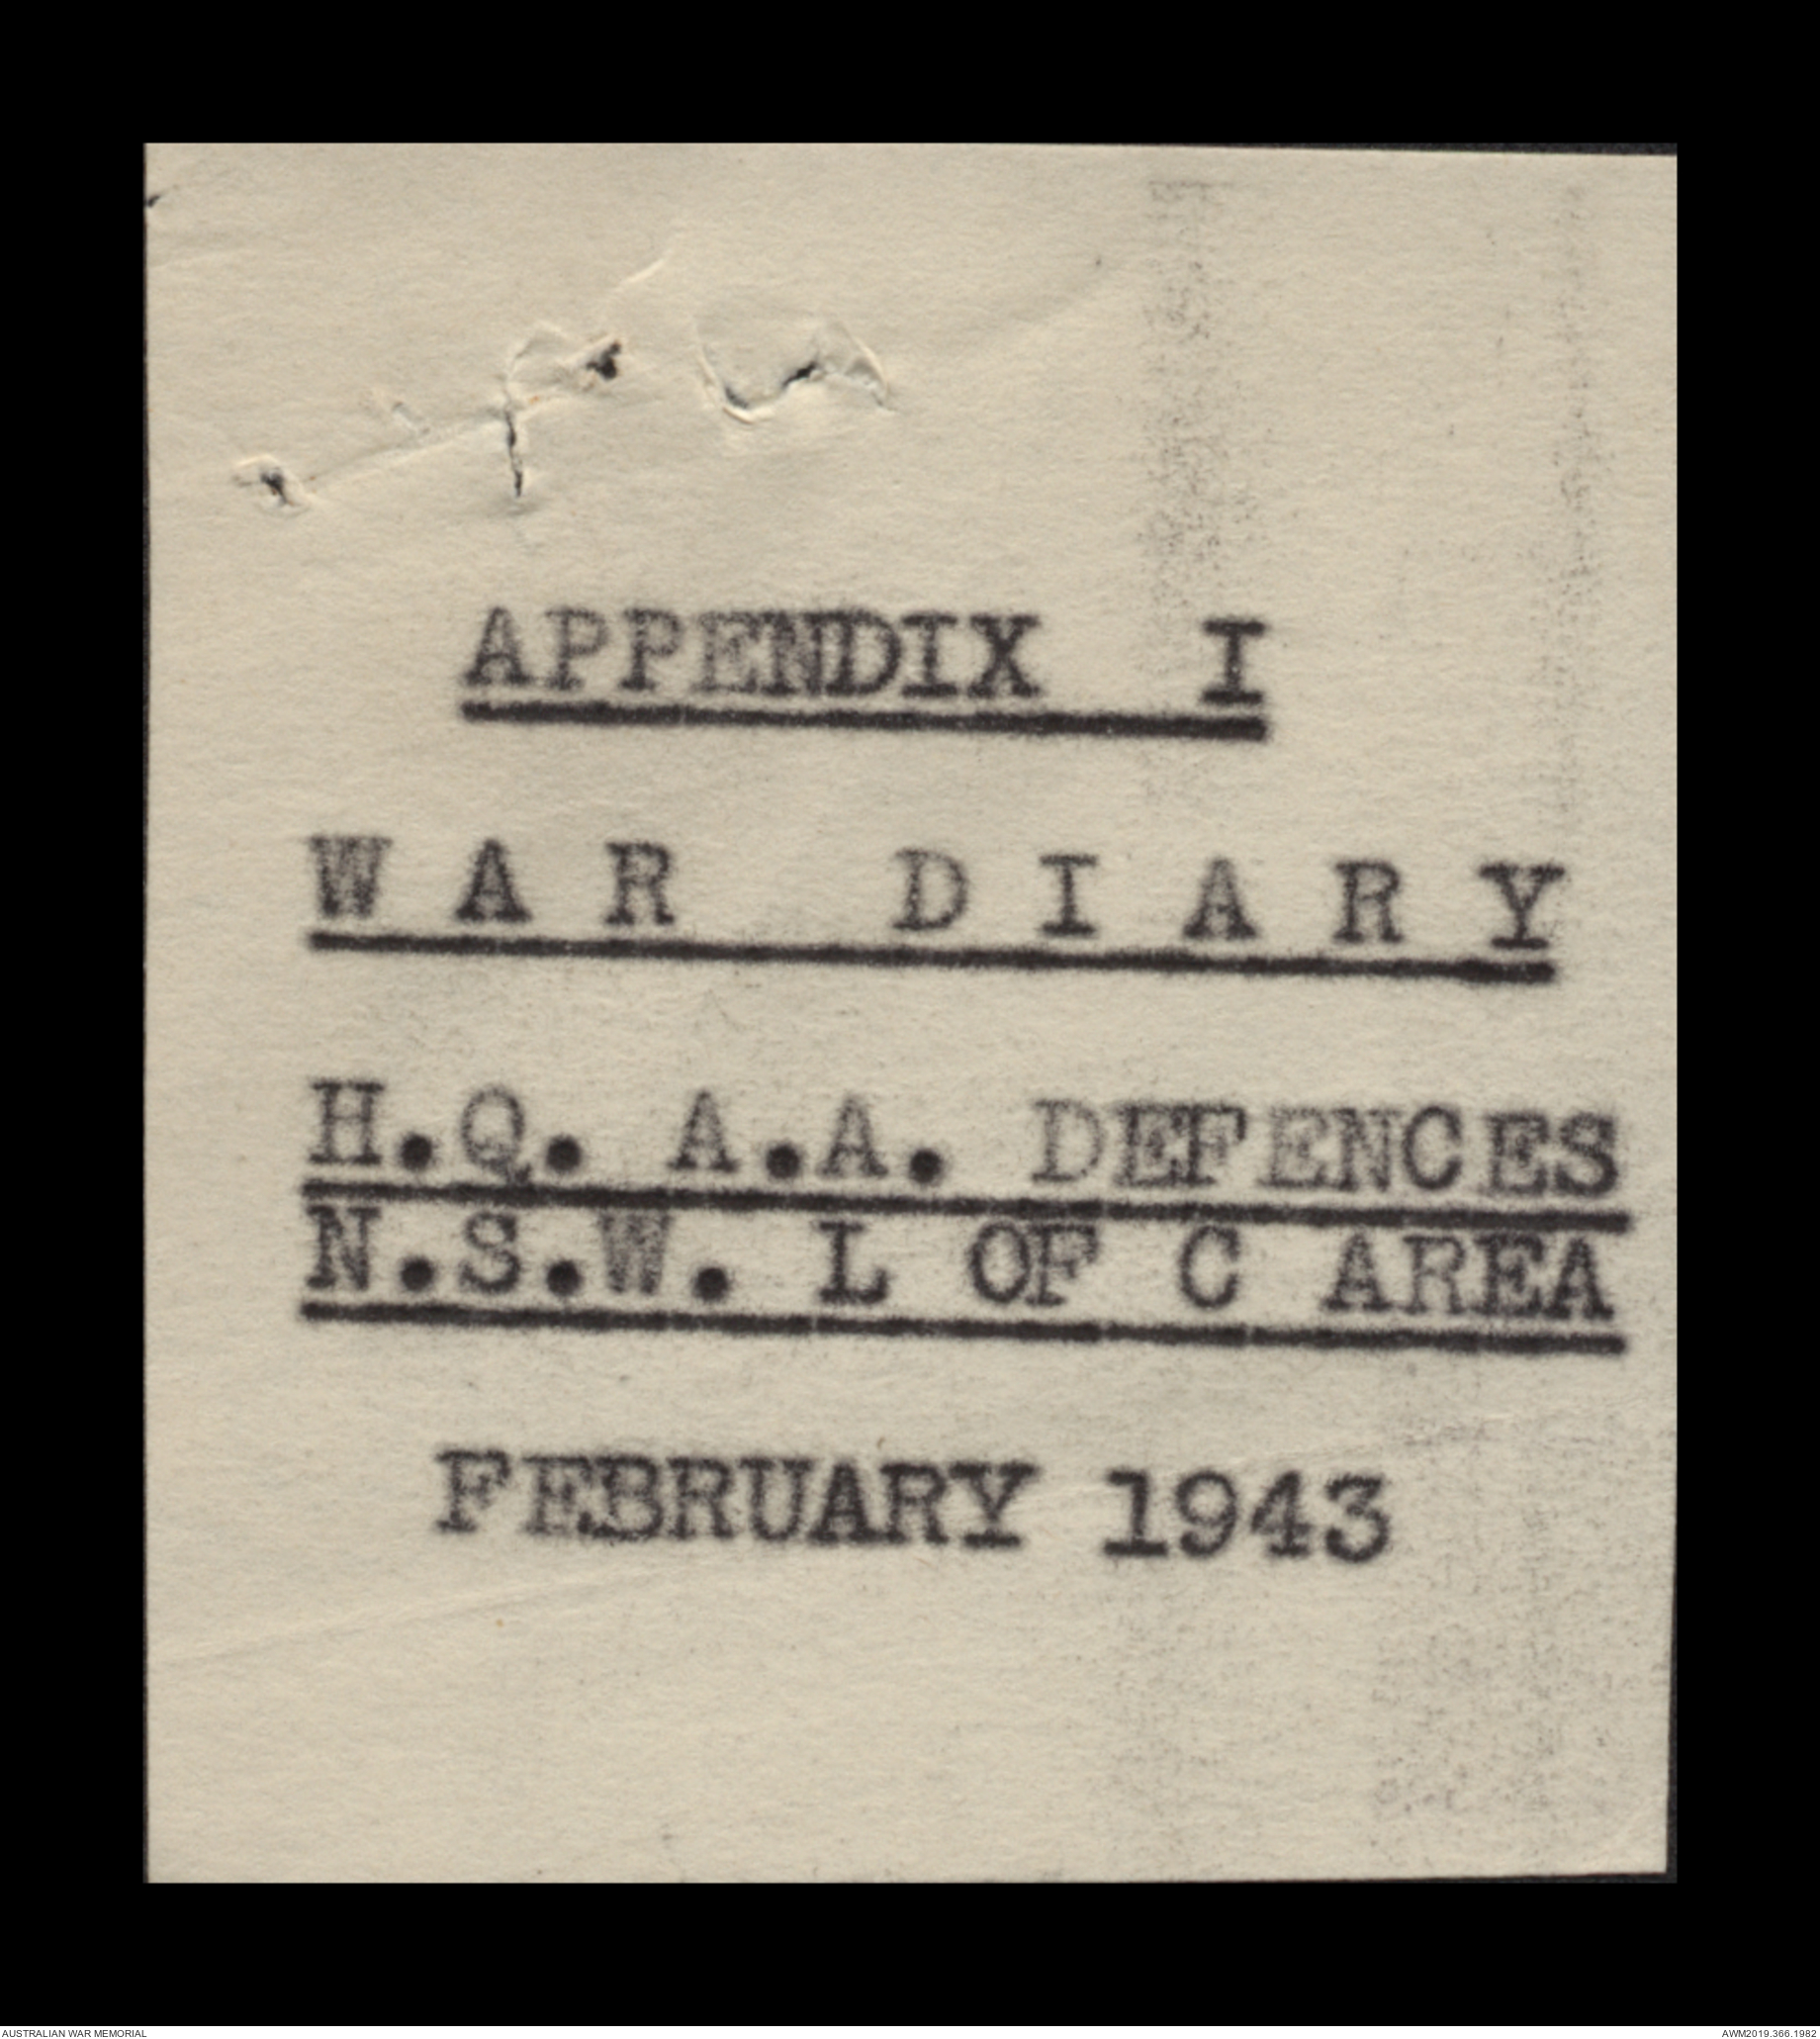 APPENDIX I
WAR DIARY
H.Q. A.A. DEFENCES
N.S.W. L OF C AREA
FEBRUARY 1943
AUSTRALIAN WAR MEMORIAL
AWM2019.366.1982